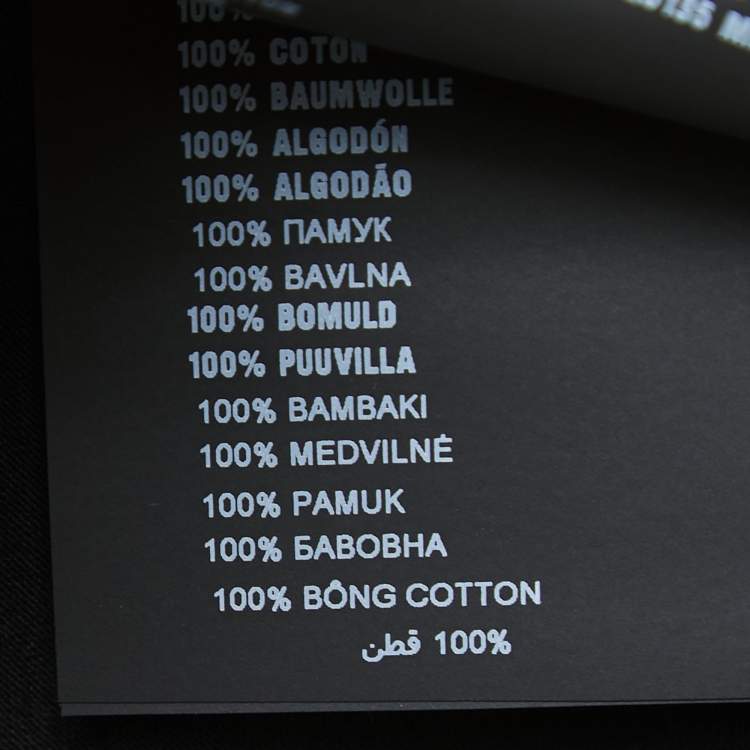 100%
100% COTON
100% BAUMWOLLE
100% ALGODÓN
100% ALGODÃO
100% ПАМУК
100% BAVLNA
100% BOMULD
100% PUUVILLA
100% BAMBAKI
100% MEDVILNĖ
100% PAMUK
100% БАВОВНА
100% BÔNG COTTON
100% قطن